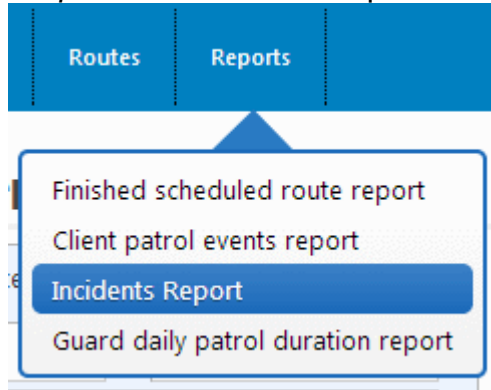 Routes Reports
Finished scheduled route report
Client patrol events report
Incidents Report
Guard daily patrol duration report